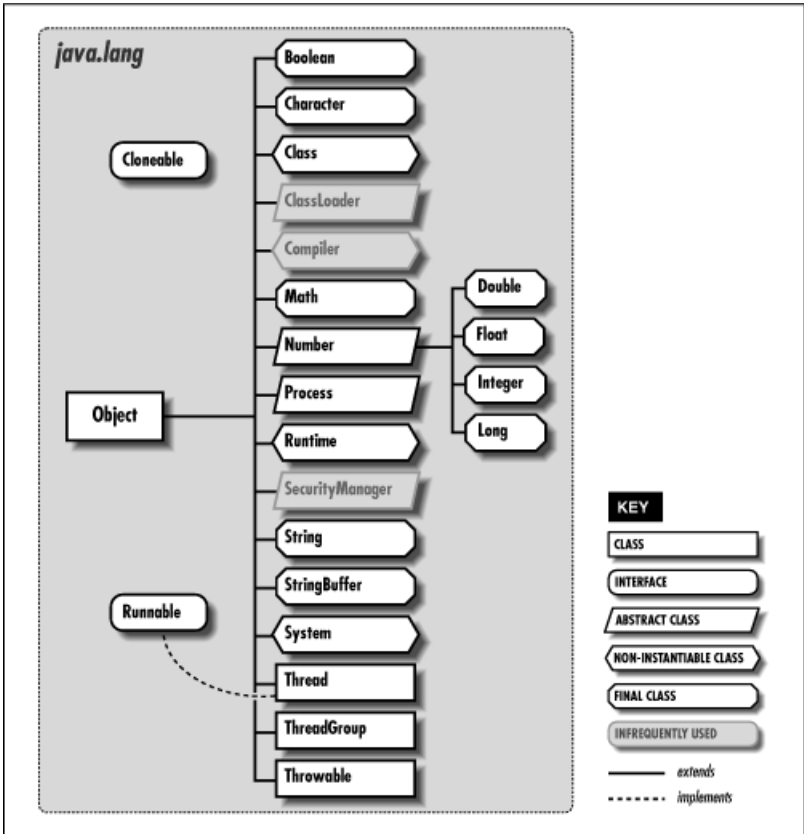 java.lang
Boolean
Character
Cloneable
Class
ClassLoader
Compiler
Math
Double
Float
Number
Integer
Process
Object
Long
Runtime
SecurityManager
String
StringBuffer
Runnable
System
Thread
ThreadGroup
Throwable
KEY
CLASS
INTERFACE
ABSTRACT CLASS
NON-INSTANTIABLE CLASS
FINAL CLASS
INFREQUENTLY USED
extends
implements